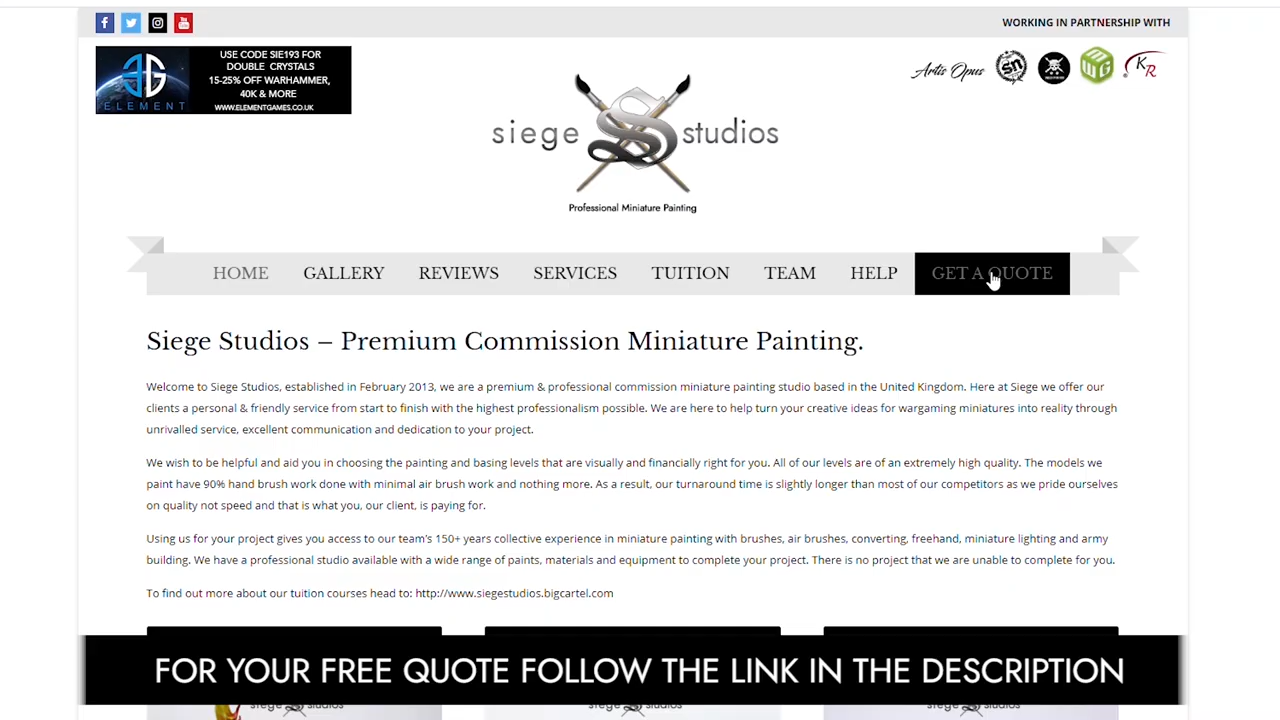 WORKING IN PARTNERSHIP WITH
USE CODE SIE193 FOR
DOUBLE CRYSTALS
15-25% OFF WARHAMMER,
40K & MORE
WWW.ELEMENTGAMES.CO.UK
ELEMENT
Artis Opus
KR
siege studios
Professional Miniature Painting
HOME GALLERY REVIEWS SERVICES TUITION TEAM HELP GET A QUOTE
Siege Studios – Premium Commission Miniature Painting.
Welcome to Siege Studios, established in February 2013, we are a premium & professional commission miniature painting studio based in the United Kingdom. Here at Siege we offer our
clients a personal & friendly service from start to finish with the highest professionalism possible. We are here to help turn your creative ideas for wargaming miniatures into reality through
unrivalled service, excellent communication and dedication to your project.
We wish to be helpful and aid you in choosing the painting and basing levels that are visually and financially right for you. All of our levels are of an extremely high quality. The models we
paint have 90% hand brush work done with minimal air brush work and nothing more. As a result, our turnaround time is slightly longer than most of our competitors as we pride ourselves
on quality not speed and that is what you, our client, is paying for.
Using us for your project gives you access to our team's 150+ years collective experience in miniature painting with brushes, air brushes, converting, freehand, miniature lighting and army
building. We have a professional studio available with a wide range of paints, materials and equipment to complete your project. There is no project that we are unable to complete for you.
To find out more about our tuition courses head to: http://www.siegestudios.bigcartel.com
FOR YOUR FREE QUOTE FOLLOW THE LINK IN THE DESCRIPTION